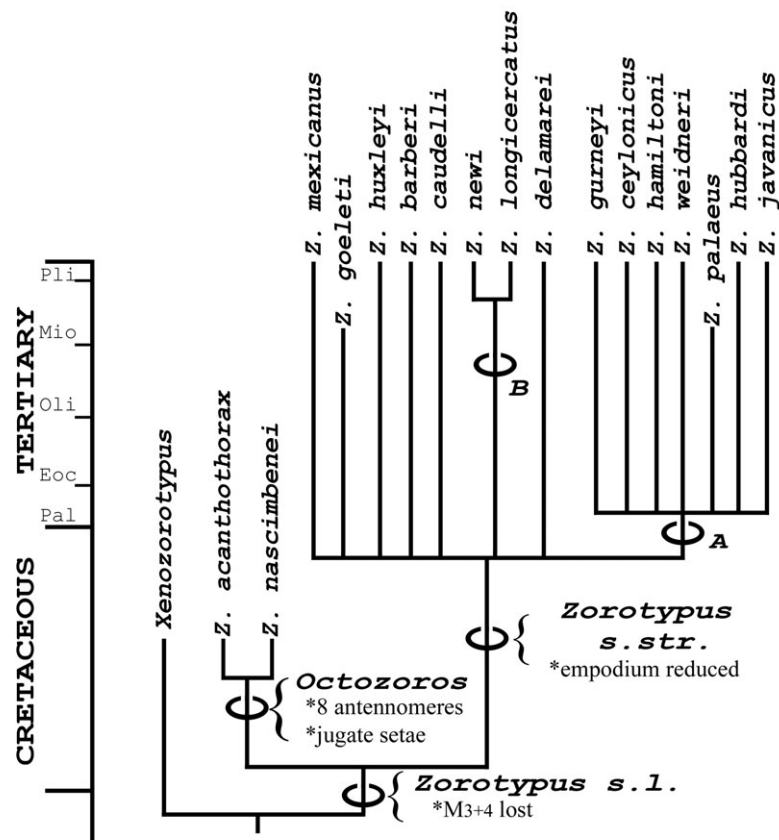 Z. mexicanus
Z. goeleti
Z. huxleyi
Z. barberi
Z. caudelli
Z. newi
Z. longicercatus
Z. delamarei
Z. gurneyi
Z. ceylonicus
Z. hamiltoni
Z. weidneri
Z. palaeus
Z. hubbardi
Z. javanicus
TERTIARY
Pli
Mio
Oli
Eoc
Pal
CRETACEOUS
Xenozorotypus
Z. acanthothorax
Z. nascimbenei
B
A
Zorotypus
s.str.
*empodium reduced
Octozoros
*8 antennomeres
*jugate setae
Zorotypus s.l.
*M3+4 lost